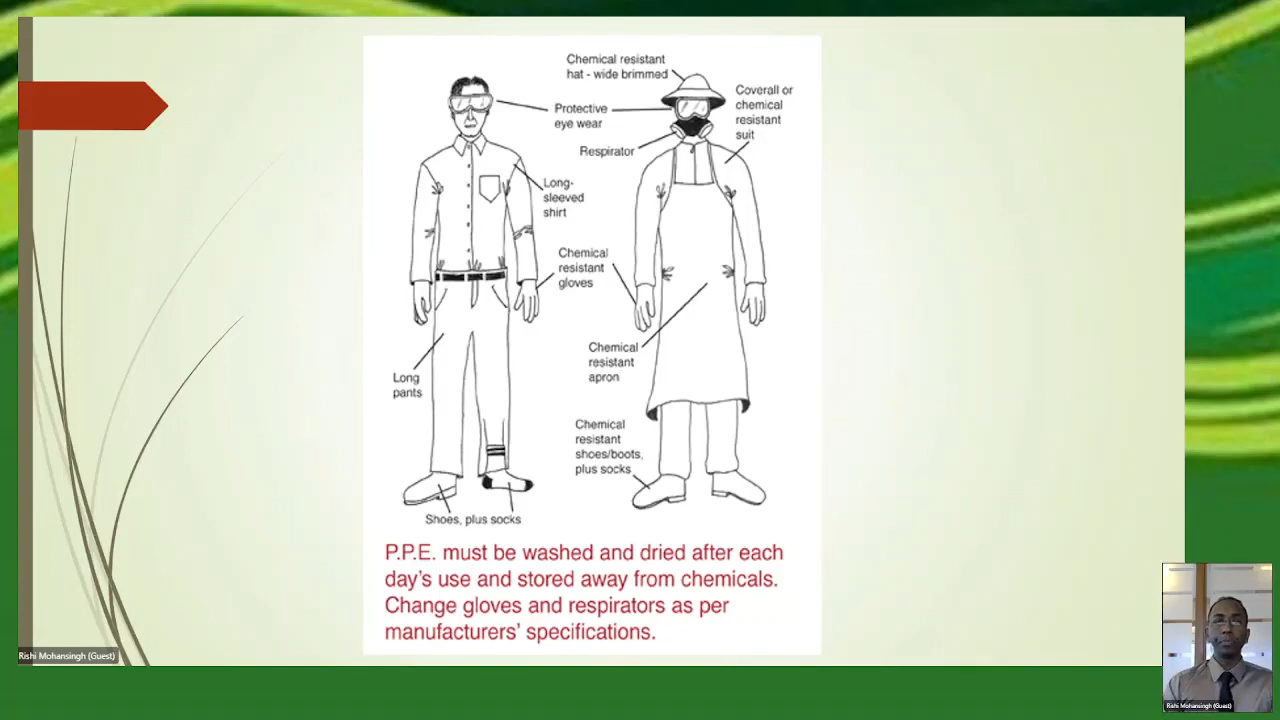 Chemical resistant
hat - wide brimmed
Protective
eye wear
Coverall or
chemical
resistant
suit
Respirator
Long-
sleeved
shirt
Chemical
resistant
gloves
Chemical
resistant
apron
Long
pants
Chemical
resistant
shoes/boots,
plus socks
Shoes, plus socks
P.P.E. must be washed and dried after each
day's use and stored away from chemicals.
Change gloves and respirators as per
manufacturers' specifications.
Rishi Mohansingh (Guest)
Rishi Mohansingh (Guest)